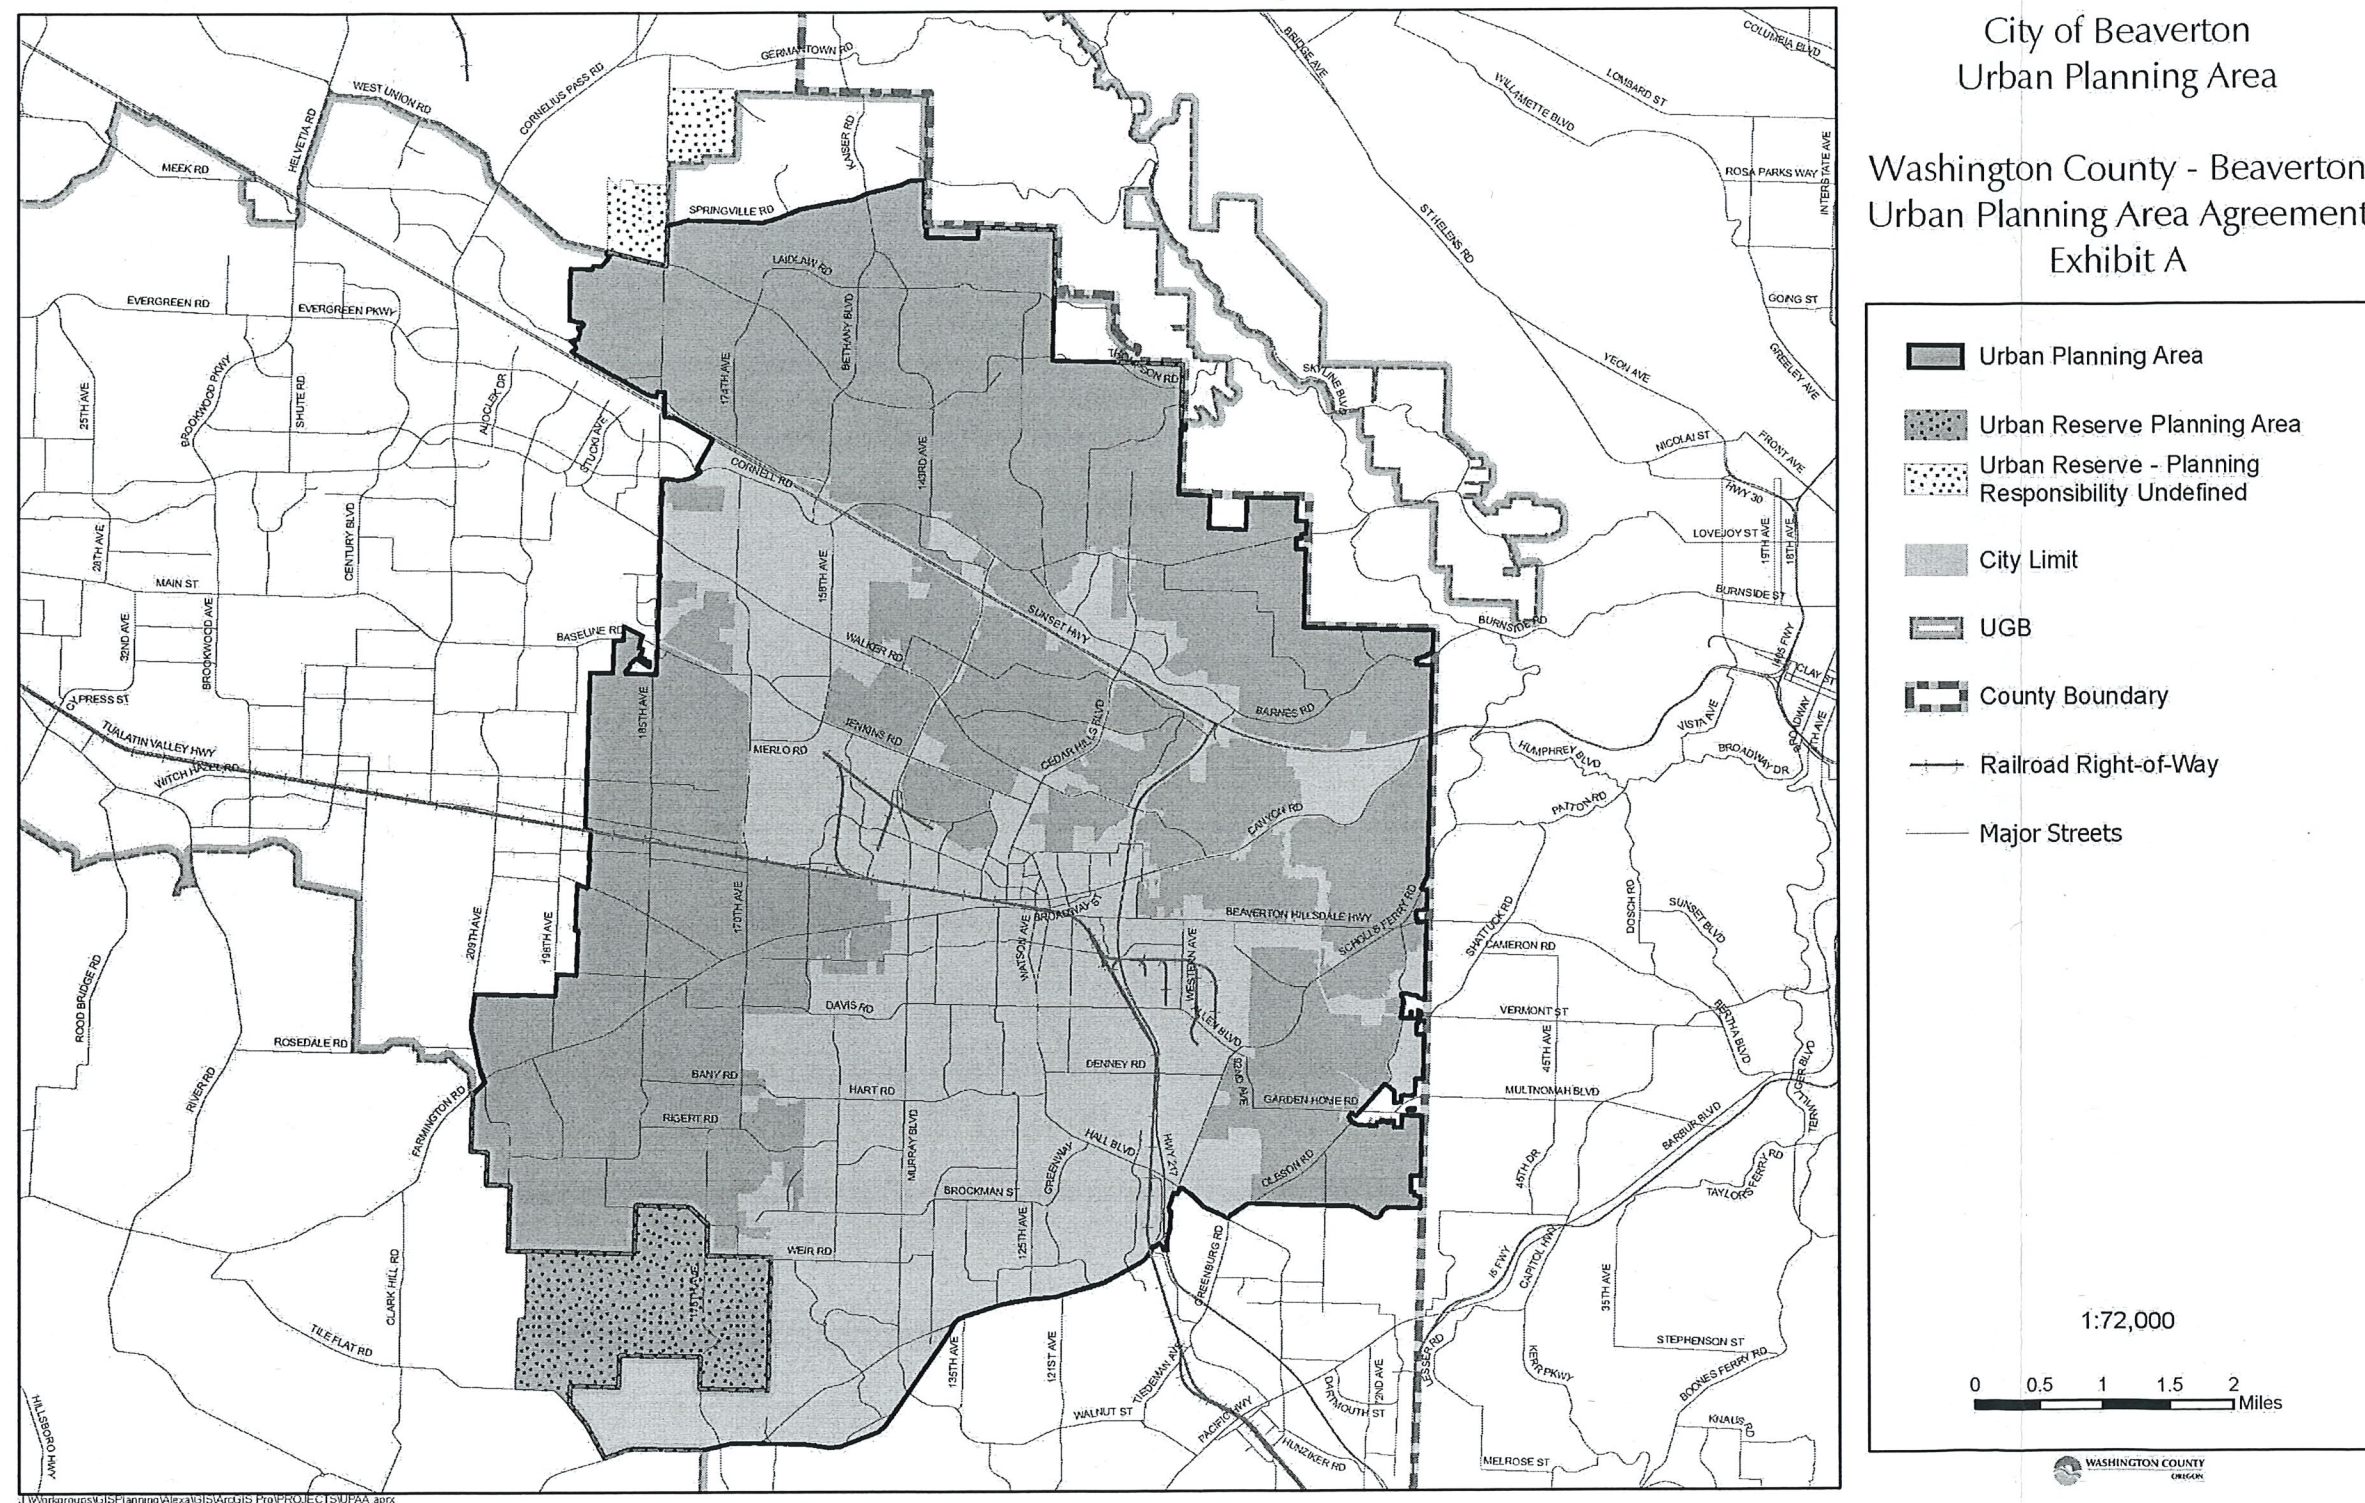 City of Beaverton
Urban Planning Area
Washington County - Beaverton
Urban Planning Area Agreement
Exhibit A
Urban Planning Area
Urban Reserve Planning Area
Urban Reserve - Planning
Responsibility Undefined
City Limit
UGB
County Boundary
Railroad Right-of-Way
Major Streets
1:72,000
0 0.5 1 1.5 2
Miles
WASHINGTON COUNTY
OREGON
GERMANTOWN RD
BRIDGE AVE
COLUMBIA BLVD
LOMBARD ST
WILLAMETTE BLVD
WEST UNION RD
CORNELIUS PASS RD
HELVETIA RD
MEEK RD
KAISER RD
ROSA PARKS WAY
INTERSTATE AVE
SPRINGVILLE RD
ST HELENS RD
LAIDLAW RD
EVERGREEN RD
EVERGREEN PKWY
GOING ST
BETHANY BLVD
THOMPSON RD
SKYLINE BLVD
YEON AVE
GREELEY AVE
25TH AVE
BROOKWOOD PKWY
SHUTE RD
ALOCLEK DR
STUCKI AVE
174TH AVE
143RD AVE
CORNELL RD
NICOLAI ST
FRONT AVE
HWY 30
LOVEJOY ST
19TH AVE
18TH AVE
28TH AVE
CENTURY BLVD
158TH AVE
MAIN ST
BURNSIDE ST
32ND AVE
BROOKWOOD AVE
BASELINE RD
WALKER RD
SUNSET HWY
BURNSIDE RD
I405 FWY
CLAY ST
CYPRESS ST
185TH AVE
BARNES RD
VISTA AVE
BROADWAY
TUALATIN VALLEY HWY
WITCH HAZEL RD
MERLO RD
JENKINS RD
CEDAR HILLS BLVD
HUMPHREY BLVD
BROADWAY DR
CANYON RD
PATTON RD
209TH AVE
198TH AVE
170TH AVE
WATSON AVE
BROADWAY ST
BEAVERTON HILLSDALE HWY
SCHOLLS FERRY RD
SHATTUCK RD
DOSCH RD
SUNSET BLVD
CAMERON RD
WESTERN AVE
ROOD BRIDGE RD
DAVIS RD
ALLEN BLVD
VERMONT ST
BERTHA BLVD
45TH AVE
ROSEDALE RD
RIVER RD
BANY RD
HART RD
DENNEY RD
92ND AVE
GARDEN HOME RD
MULTNOMAH BLVD
TERWILLIGER BLVD
FARMINGTON RD
RIGERT RD
MURRAY BLVD
HALL BLVD
HWY 217
BARBUR BLVD
GREENWAY
OLESON RD
TAYLORS FERRY RD
BROCKMAN ST
125TH AVE
WEIR RD
GREENBURG RD
I5 FWY
CAPITOL HWY
35TH AVE
CLARK HILL RD
175TH AVE
TILE FLAT RD
135TH AVE
121ST AVE
TIEDEMAN AVE
DARTMOUTH ST
72ND AVE
LESSER RD
KERR PKWY
STEPHENSON ST
BOONES FERRY RD
HILLSBORO HWY
WALNUT ST
PACIFIC HWY
HUNZIKER RD
KNAUS RD
MELROSE ST